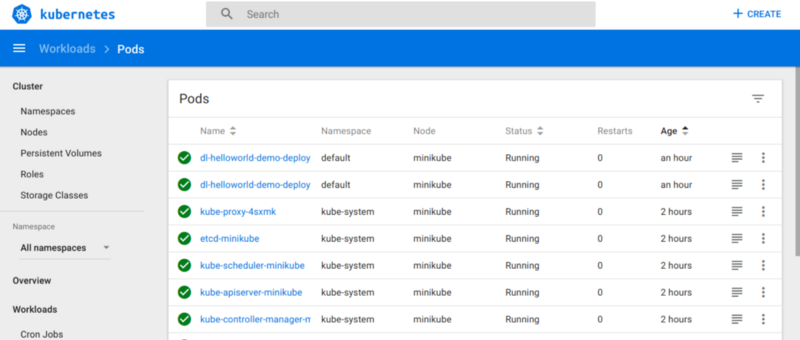 kubernetes
Search
+ CREATE
Workloads > Pods
Cluster
Namespaces
Nodes
Persistent Volumes
Roles
Storage Classes
Namespace
All namespaces
Overview
Workloads
Cron Jobs
Pods
Name Namespace Node Status Restarts Age
dl-helloworld-demo-deploy default minikube Running 0 an hour
dl-helloworld-demo-deploy default minikube Running 0 an hour
kube-proxy-4sxmk kube-system minikube Running 0 2 hours
etcd-minikube kube-system minikube Running 0 2 hours
kube-scheduler-minikube kube-system minikube Running 0 2 hours
kube-apiserver-minikube kube-system minikube Running 0 2 hours
kube-controller-manager-m kube-system minikube Running 0 2 hours